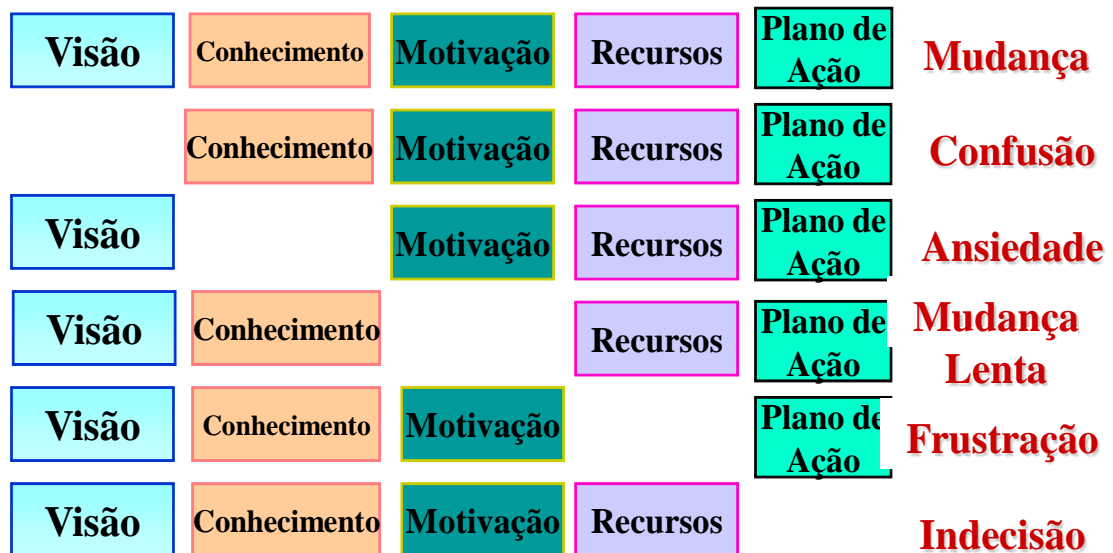 Visão Conhecimento Motivação Recursos Plano de Ação Mudança
Conhecimento Motivação Recursos Plano de Ação Confusão
Visão Motivação Recursos Plano de Ação Ansiedade
Visão Conhecimento Recursos Plano de Ação Mudança Lenta
Visão Conhecimento Motivação Plano de Ação Frustração
Visão Conhecimento Motivação Recursos Indecisão